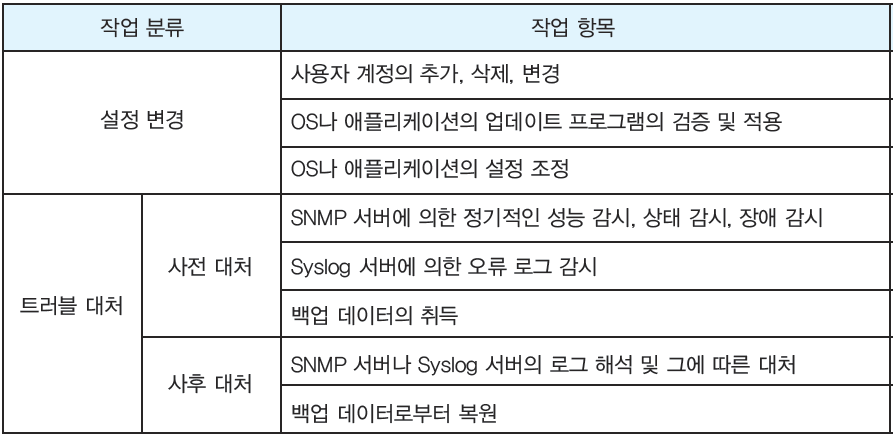 작업 분류
작업 항목
설정 변경
사용자 계정의 추가, 삭제, 변경
OS나 애플리케이션의 업데이트 프로그램의 검증 및 적용
OS나 애플리케이션의 설정 조정
트러블 대처
사전 대처
SNMP 서버에 의한 정기적인 성능 감시, 상태 감시, 장애 감시
Syslog 서버에 의한 오류 로그 감시
백업 데이터의 취득
사후 대처
SNMP 서버나 Syslog 서버의 로그 해석 및 그에 따른 대처
백업 데이터로부터 복원